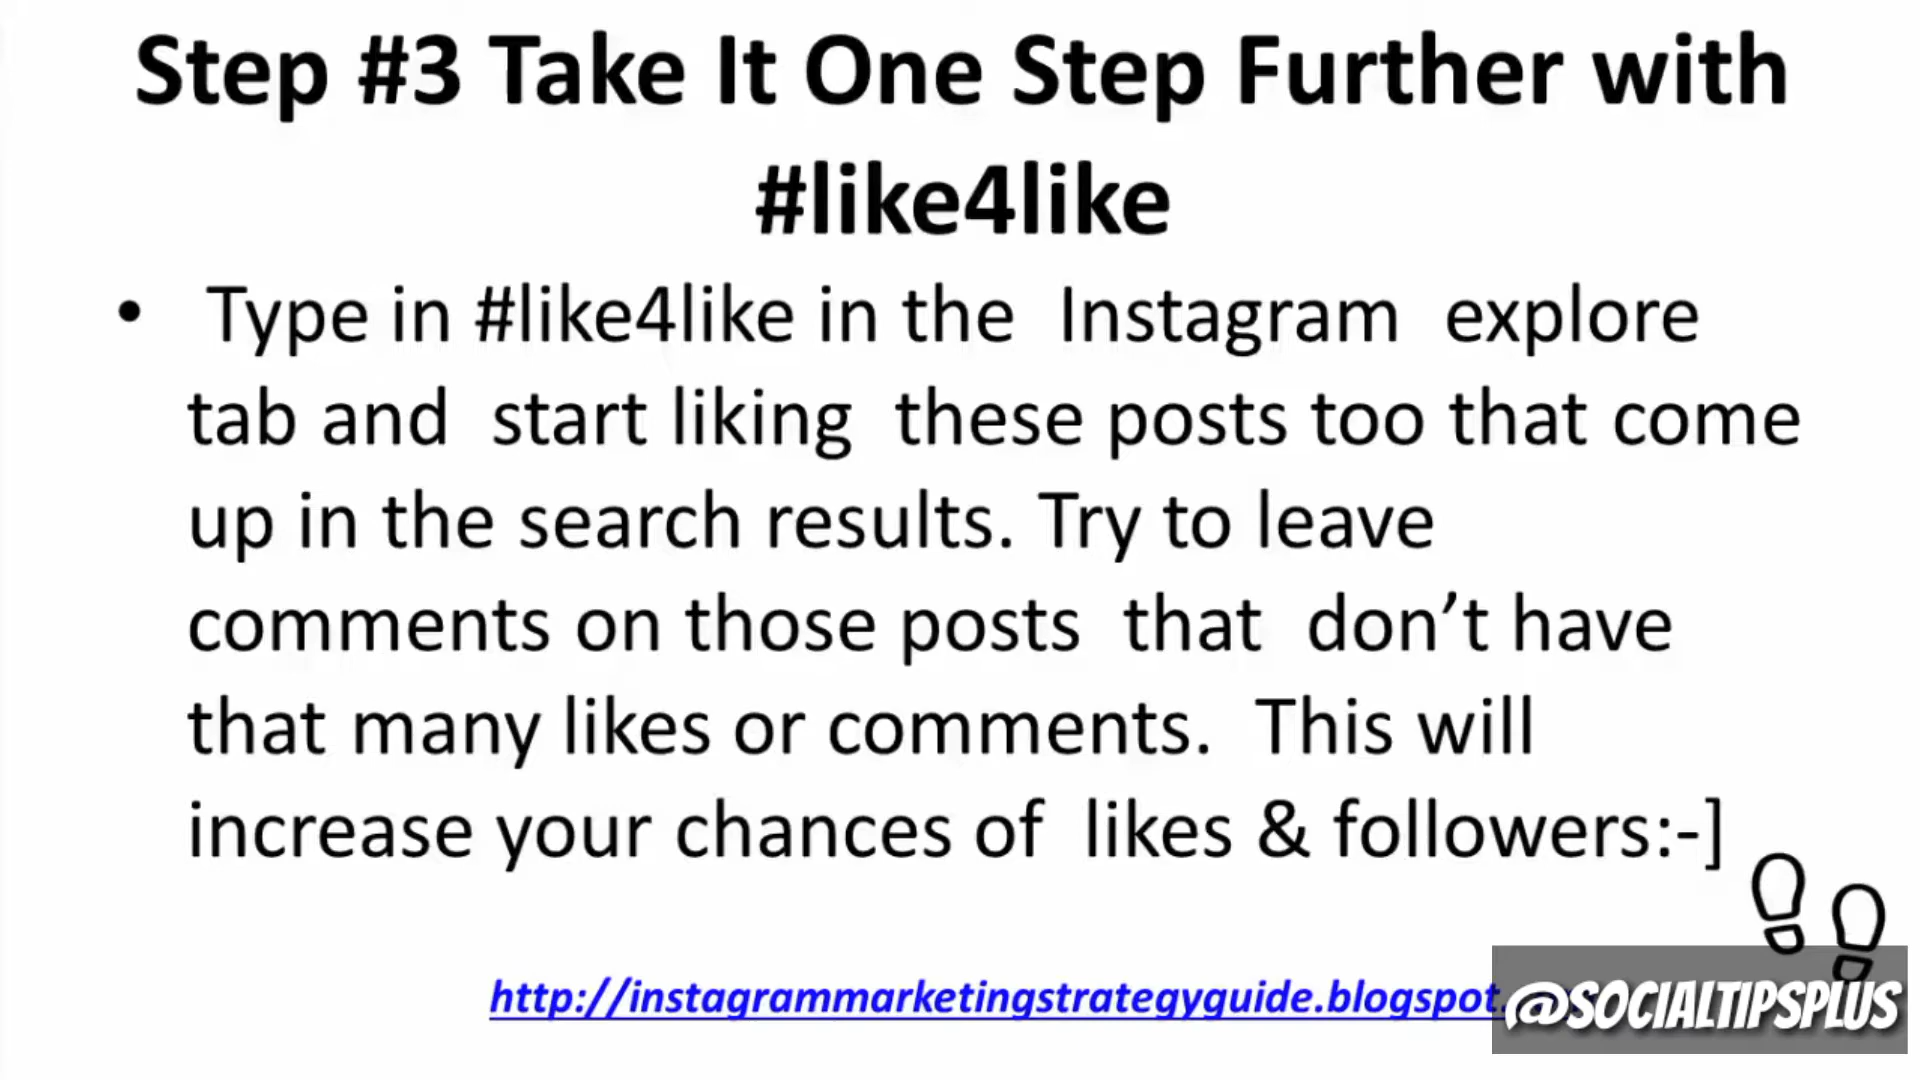 Step #3 Take It One Step Further with
#like4like
• Type in #like4like in the Instagram explore
tab and start liking these posts too that come
up in the search results. Try to leave
comments on those posts that don’t have
that many likes or comments. This will
increase your chances of likes & followers:-]
http://instagrammarketingstrategyguide.blogspot.
@SOCIALTIPSPLUS